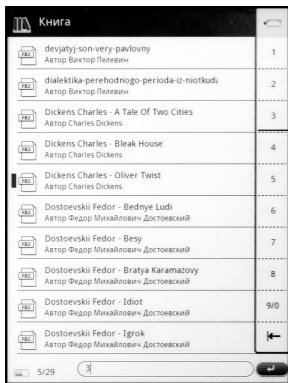 Книга
devjatyj-son-very-pavlovny
Автор Виктор Пелевин
1
dialektika-perehodnogo-perioda-iz-niotkuda
Автор Виктор Пелевин
2
Dickens Charles - A Tale Of Two Cities
Автор Charles Dickens
3
Dickens Charles - Bleak House
Автор Charles Dickens
4
Dickens Charles - Oliver Twist
Автор Charles Dickens
5
Dostoevskii Fedor - Bednye Ludi
Автор Федор Михайлович Достоевский
6
Dostoevskii Fedor - Besy
Автор Федор Михайлович Достоевский
7
Dostoevskii Fedor - Bratya Karamazovy
Автор Федор Михайлович Достоевский
8
Dostoevskii Fedor - Idiot
Автор Федор Михайлович Достоевский
9/0
Dostoevskii Fedor - Igrok
Автор Федор Михайлович Достоевский
5/29
3